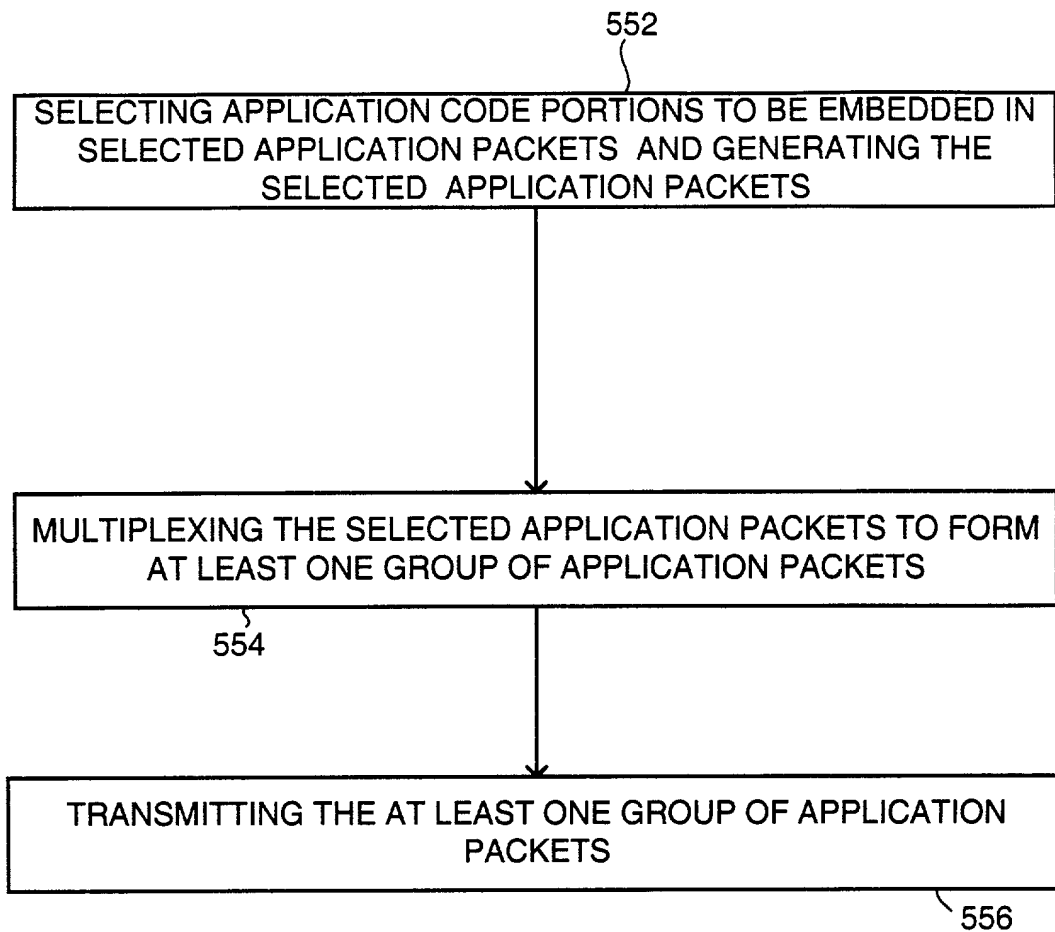 552
SELECTING APPLICATION CODE PORTIONS TO BE EMBEDDED IN
SELECTED APPLICATION PACKETS AND GENERATING THE
SELECTED APPLICATION PACKETS
MULTIPLEXING THE SELECTED APPLICATION PACKETS TO FORM
AT LEAST ONE GROUP OF APPLICATION PACKETS
554
TRANSMITTING THE AT LEAST ONE GROUP OF APPLICATION
PACKETS
556